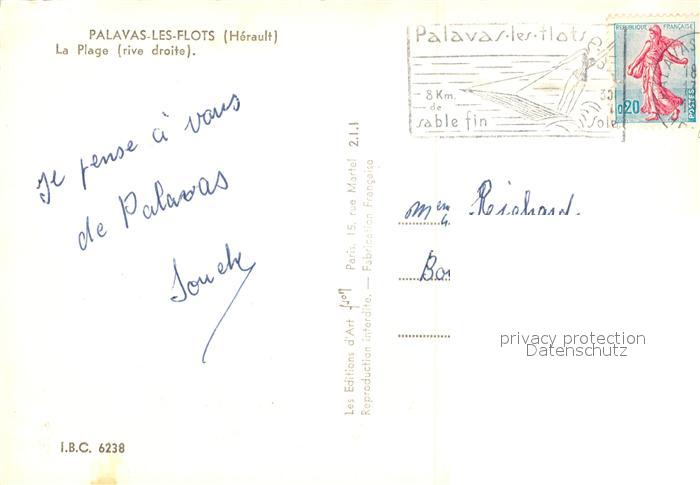 PALAVAS-LES-FLOTS (Hérault)
La Plage (rive droite).
Palavas-les-flots
8 Km.
de
sable fin
REPUBLIQUE FRANÇAISE
0,20
POSTES
Je pense à vous
de Palavas
Les Editions d'Art Paris, 15, rue Martel 2.1.1
Reproduction interdite. — Fabrication Française
Richard
privacy protection
Datenschutz
I.B.C. 6238